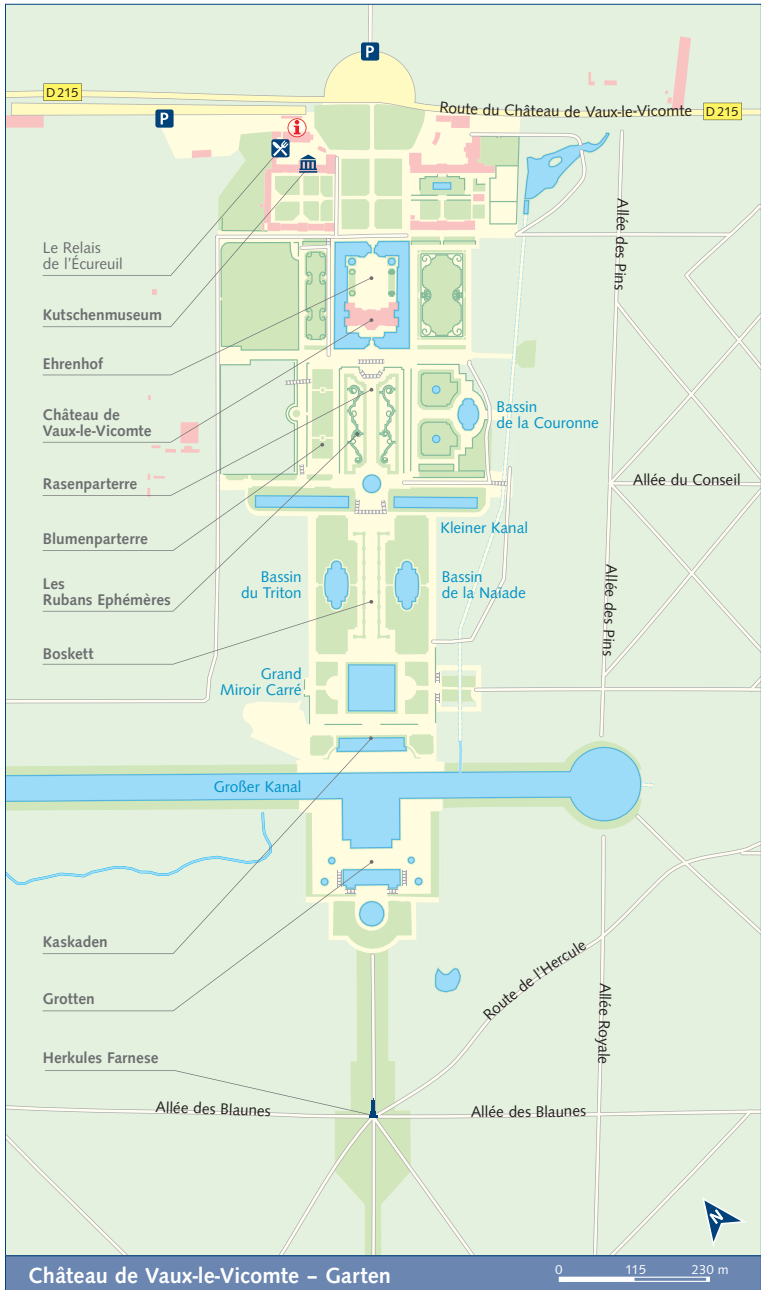 P
D 215
P
Route du Château de Vaux-le-Vicomte
D 215
i
Allée des Pins
Le Relais
de l'Écureuil
Kutschenmuseum
Ehrenhof
Château de
Vaux-le-Vicomte
Bassin
de la Couronne
Rasenparterre
Allée du Conseil
Blumenparterre
Kleiner Kanal
Les
Rubans Ephémères
Bassin
du Triton
Bassin
de la Naïade
Allée des Pins
Boskett
Grand
Miroir Carré
Großer Kanal
Kaskaden
Grotten
Route de l'Hercule
Allée Royale
Herkules Farnese
Allée des Blaunes
Allée des Blaunes
N
Château de Vaux-le-Vicomte – Garten
0 115 230 m